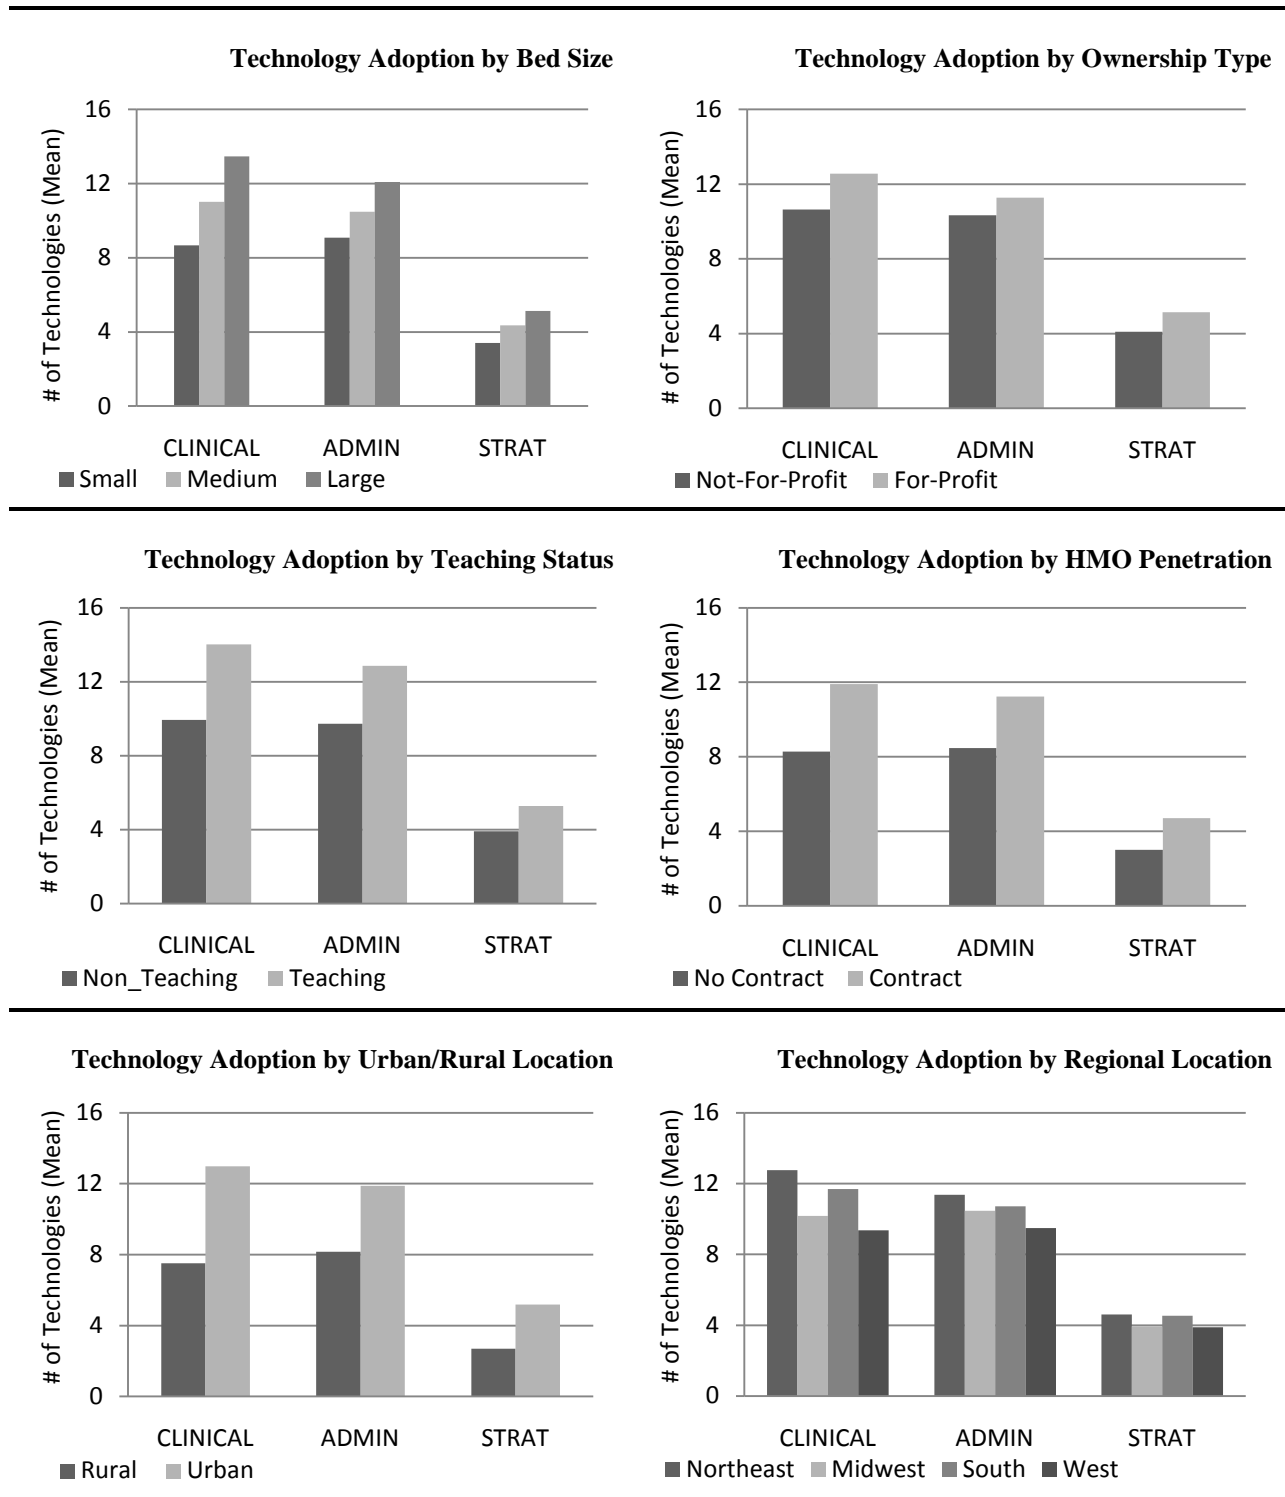 Technology Adoption by Bed Size
# of Technologies (Mean)
16
12
8
4
0
CLINICAL ADMIN STRAT
Small Medium Large
Technology Adoption by Ownership Type
# of Technologies (Mean)
16
12
8
4
0
CLINICAL ADMIN STRAT
Not-For-Profit For-Profit
Technology Adoption by Teaching Status
# of Technologies (Mean)
16
12
8
4
0
CLINICAL ADMIN STRAT
Non_Teaching Teaching
Technology Adoption by HMO Penetration
# of Technologies (Mean)
16
12
8
4
0
CLINICAL ADMIN STRAT
No Contract Contract
Technology Adoption by Urban/Rural Location
# of Technologies (Mean)
16
12
8
4
0
CLINICAL ADMIN STRAT
Rural Urban
Technology Adoption by Regional Location
# of Technologies (Mean)
16
12
8
4
0
CLINICAL ADMIN STRAT
Northeast Midwest South West